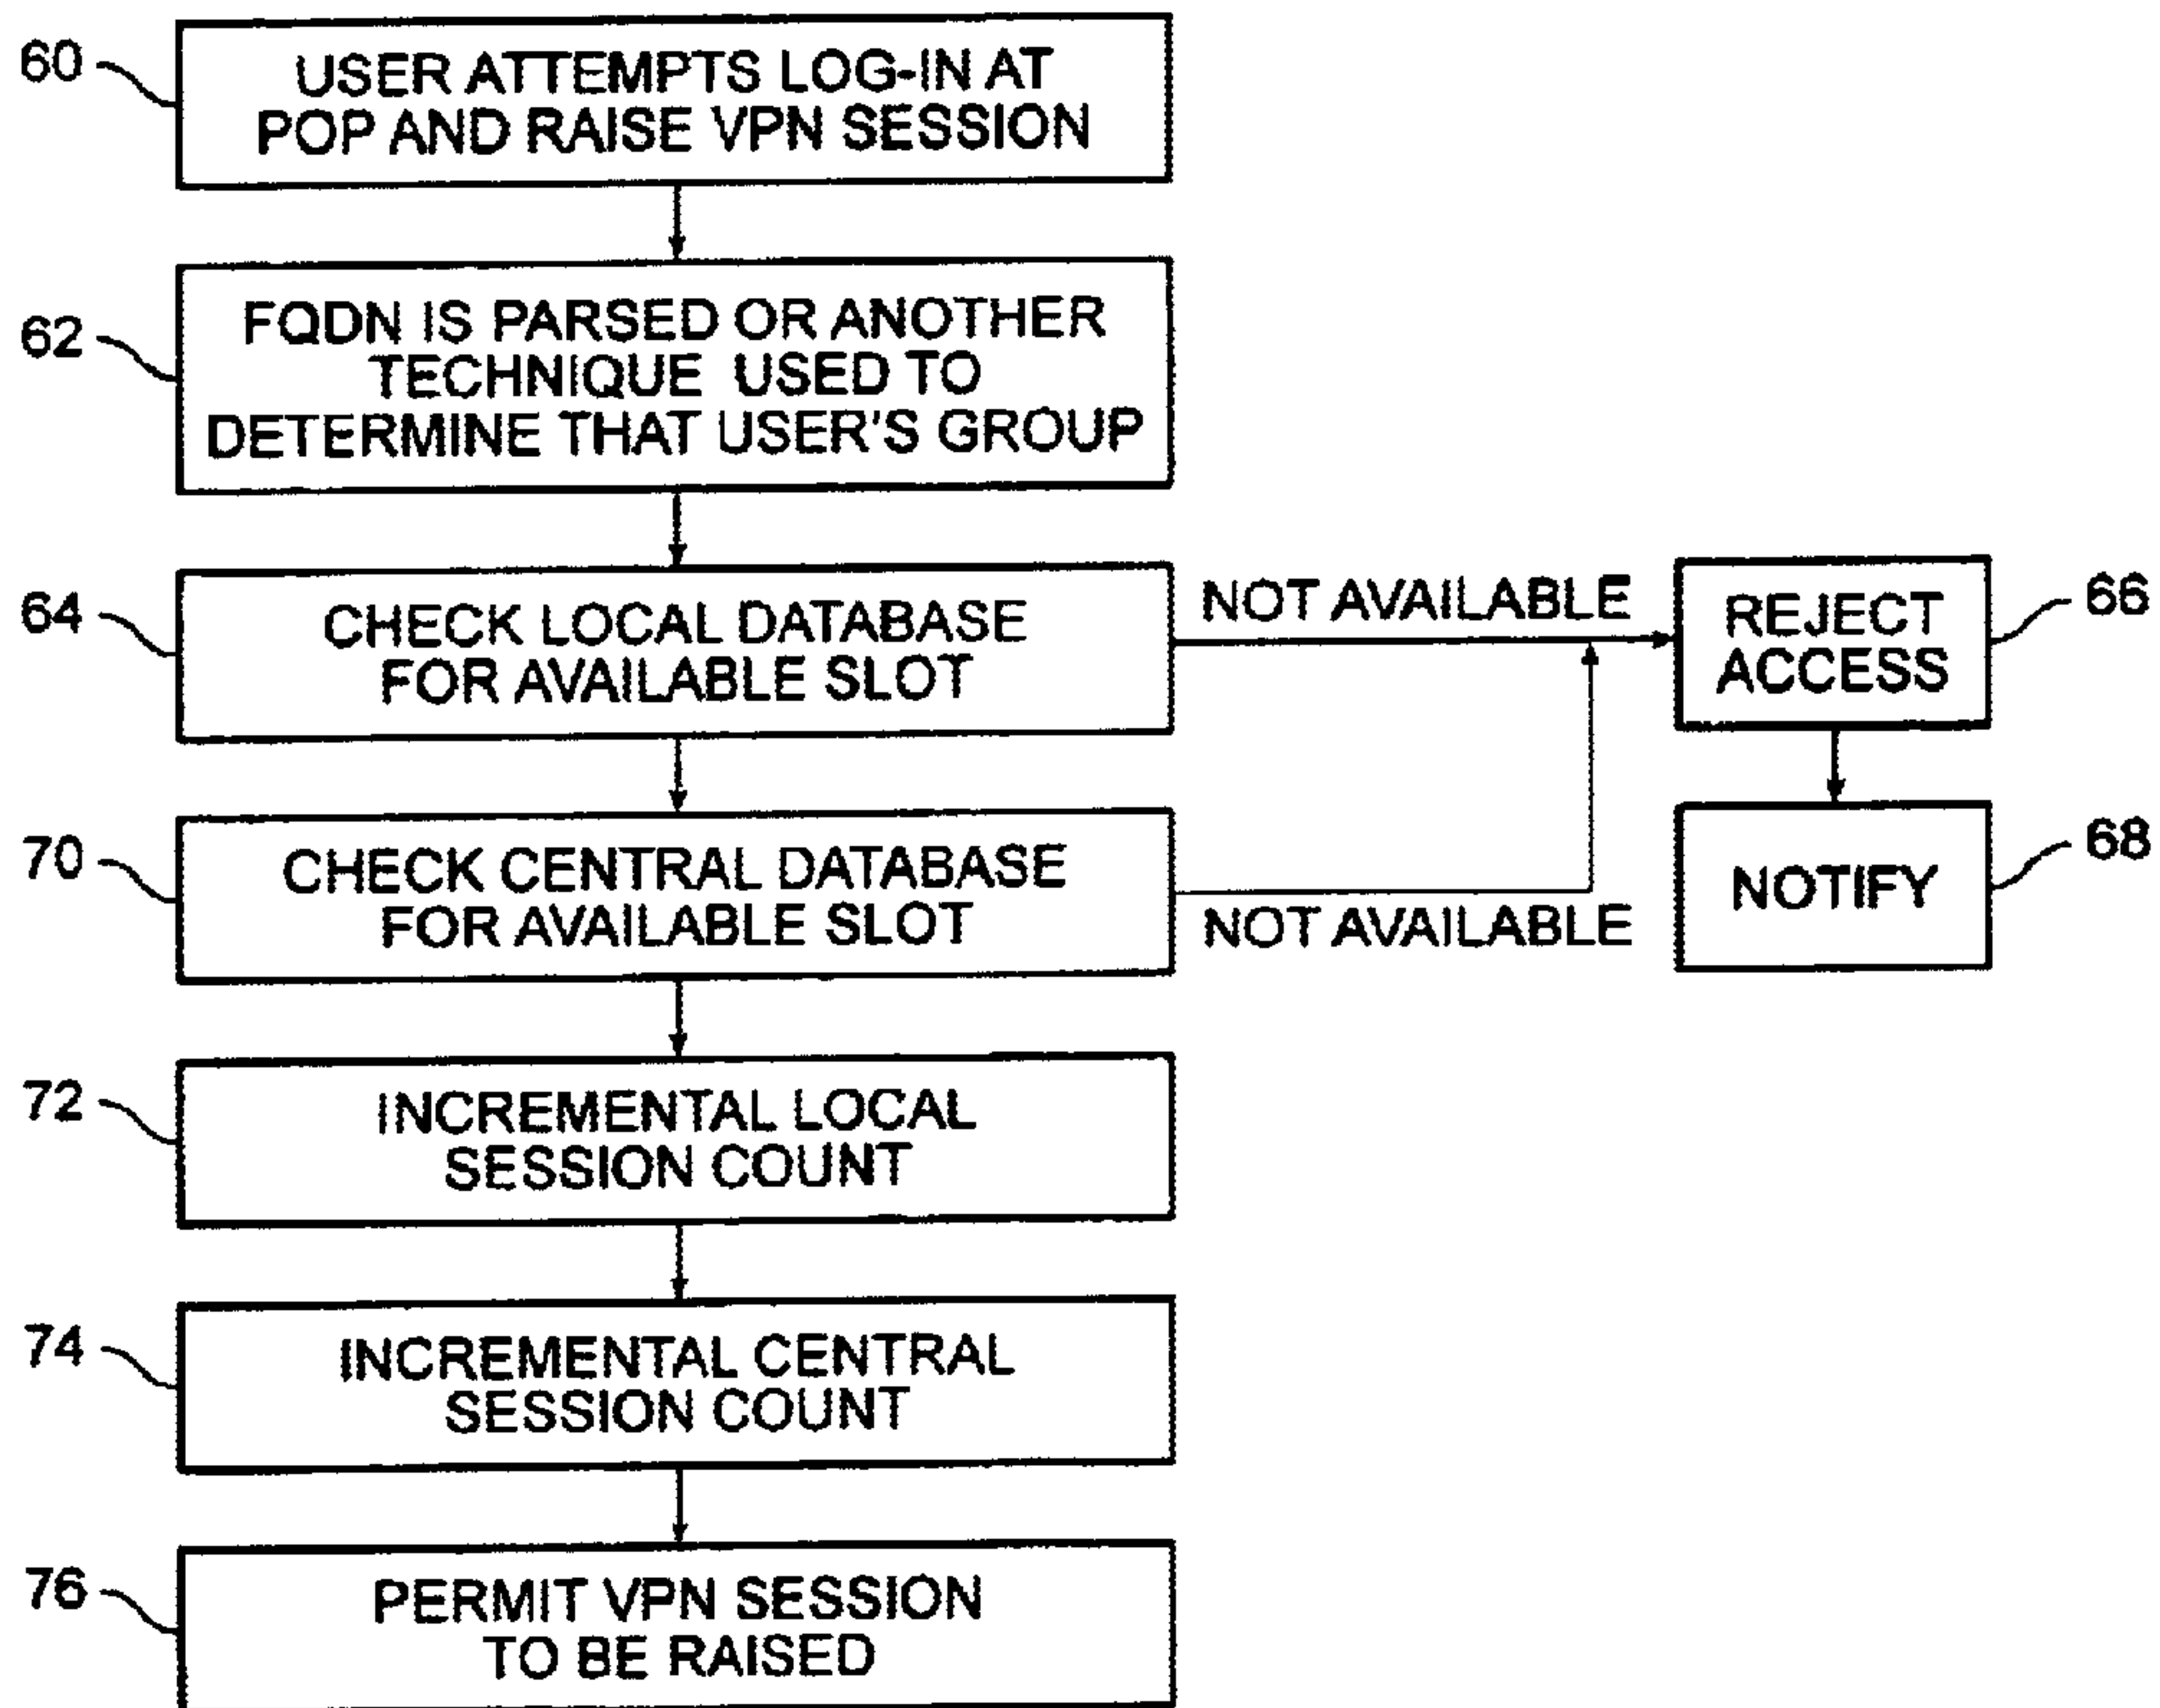 60
USER ATTEMPTS LOG-IN AT
POP AND RAISE VPN SESSION
62
FQDN IS PARSED OR ANOTHER
TECHNIQUE USED TO
DETERMINE THAT USER'S GROUP
64
CHECK LOCAL DATABASE
FOR AVAILABLE SLOT
NOT AVAILABLE
REJECT
ACCESS
66
70
CHECK CENTRAL DATABASE
FOR AVAILABLE SLOT
NOT AVAILABLE
NOTIFY
68
72
INCREMENTAL LOCAL
SESSION COUNT
74
INCREMENTAL CENTRAL
SESSION COUNT
76
PERMIT VPN SESSION
TO BE RAISED